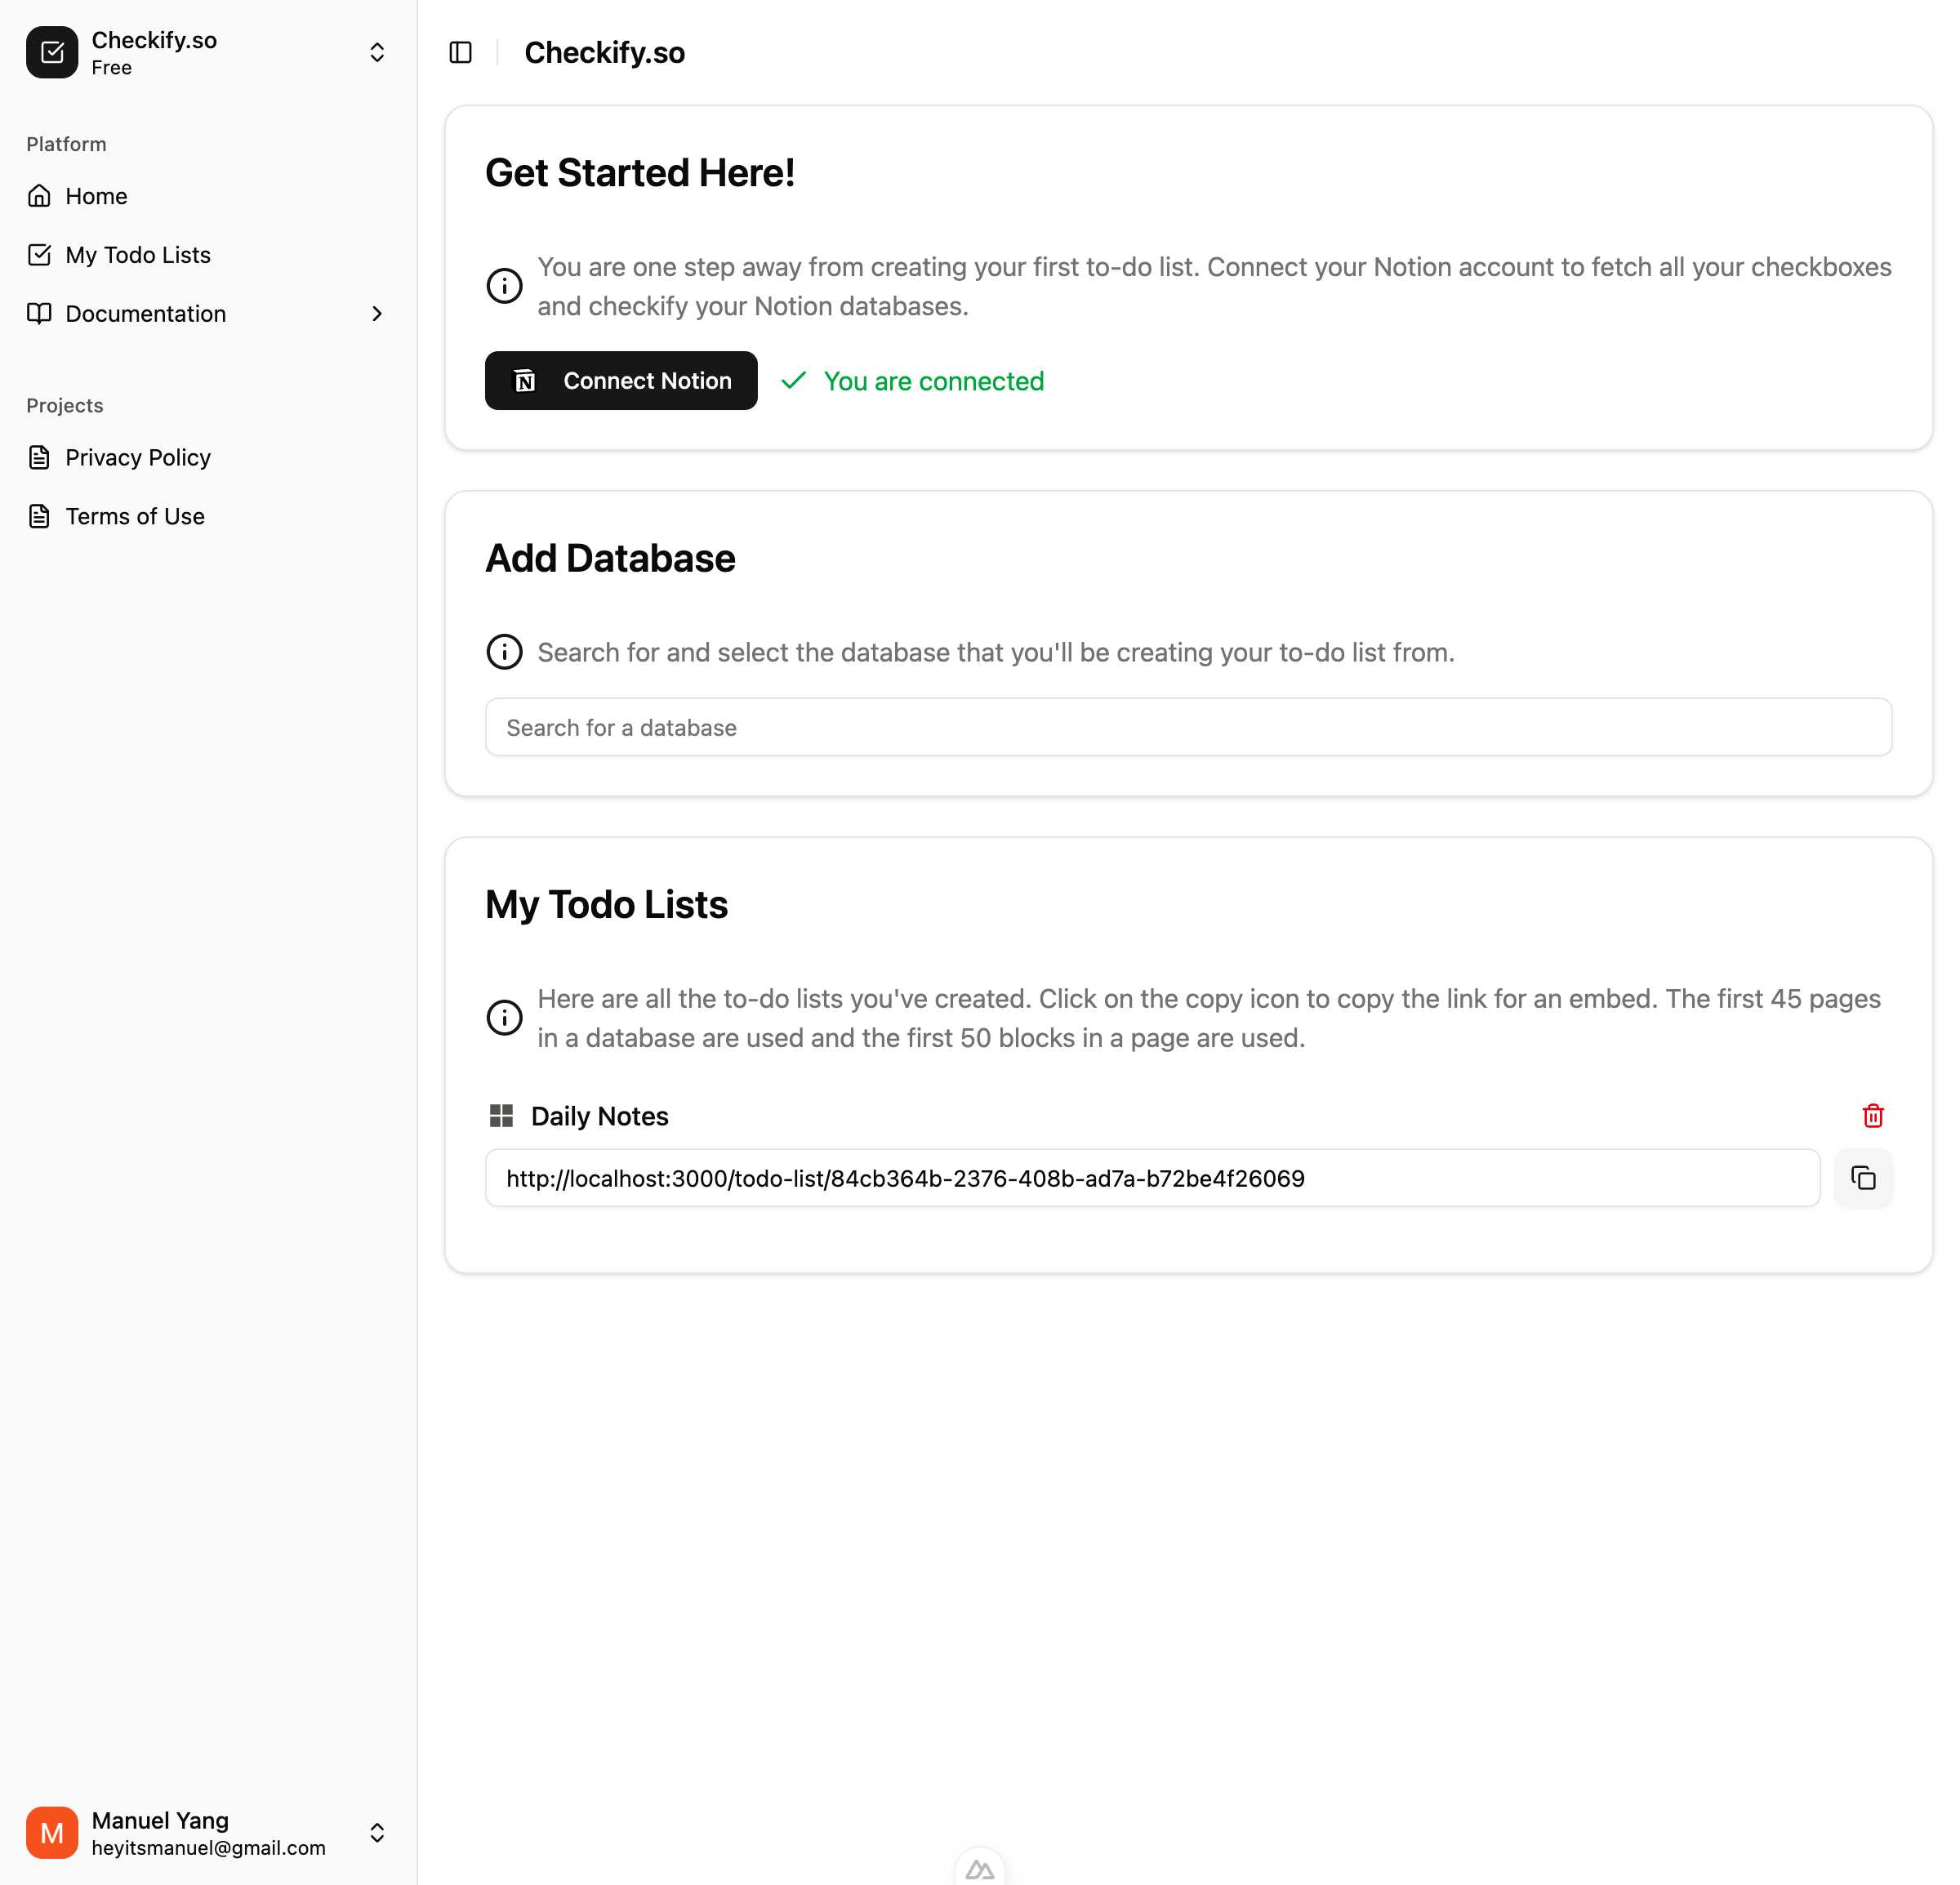 Checkify.so
Free
Platform
Home
My Todo Lists
Documentation
Projects
Privacy Policy
Terms of Use
Manuel Yang
heyitsmanuel@gmail.com
M
Checkify.so
Get Started Here!
You are one step away from creating your first to-do list. Connect your Notion account to fetch all your checkboxes
and checkify your Notion databases.
Connect Notion
You are connected
Add Database
Search for and select the database that you'll be creating your to-do list from.
Search for a database
My Todo Lists
Here are all the to-do lists you've created. Click on the copy icon to copy the link for an embed. The first 45 pages
in a database are used and the first 50 blocks in a page are used.
Daily Notes
http://localhost:3000/todo-list/84cb364b-2376-408b-ad7a-b72be4f26069